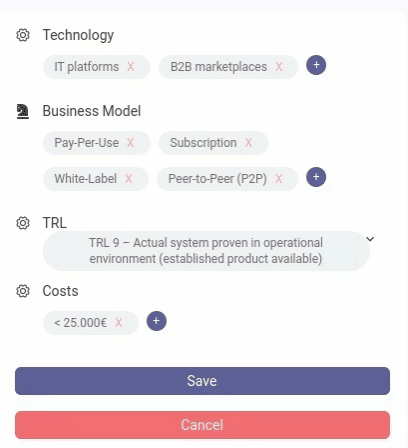 Technology
IT platforms X B2B marketplaces X +
Business Model
Pay-Per-Use X Subscription X
White-Label X Peer-to-Peer (P2P) X +
TRL
TRL 9 – Actual system proven in operational
environment (established product available)
Costs
< 25.000€ X +
Save
Cancel